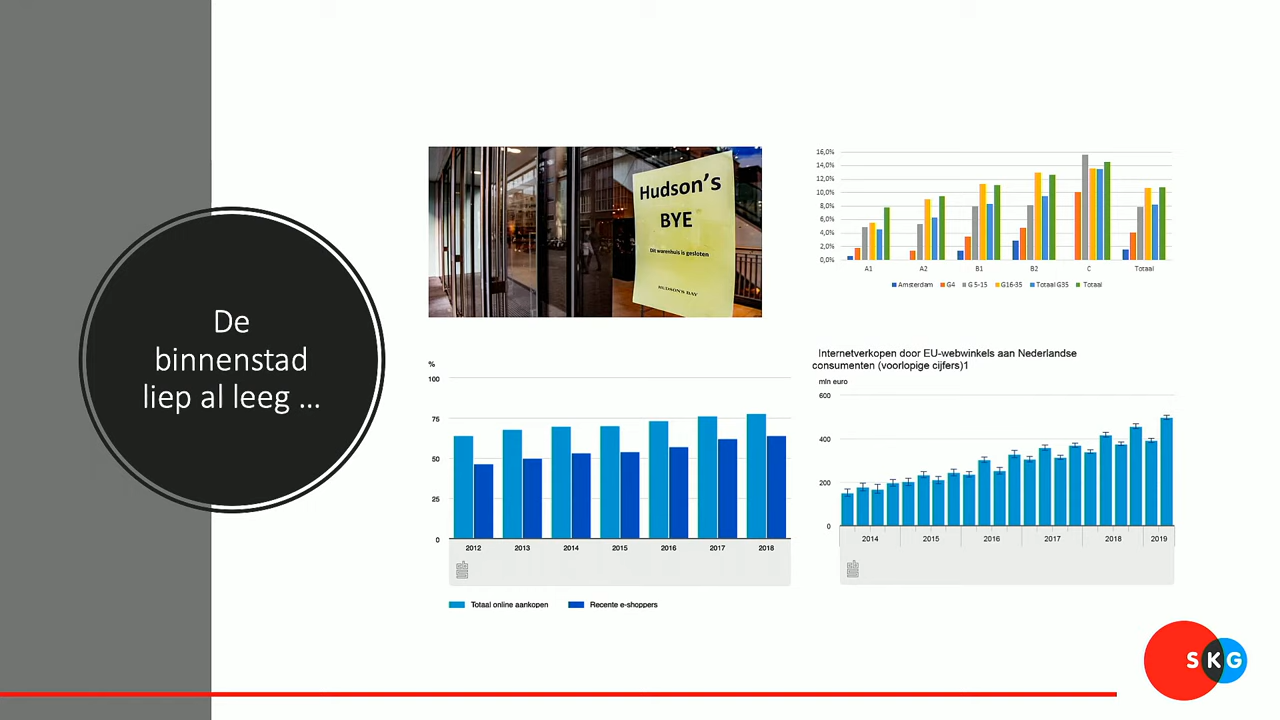 De
binnenstad
liep al leeg ...
Hudson's
BYE
Dit warenhuis is gesloten
HUDSON'S BAY
16,0%
14,0%
12,0%
10,0%
8,0%
6,0%
4,0%
2,0%
0,0%
A1 A2 B1 B2 C Totaal
Amsterdam G4 G 5-15 G16-35 Totaal G35 Totaal
%
100
75
50
25
0
2012 2013 2014 2015 2016 2017 2018
Totaal online aankopen Recente e-shoppers
Internetverkopen door EU-webwinkels aan Nederlandse
consumenten (voorlopige cijfers)1
mln euro
600
400
200
0
2014 2015 2016 2017 2018 2019
SKG